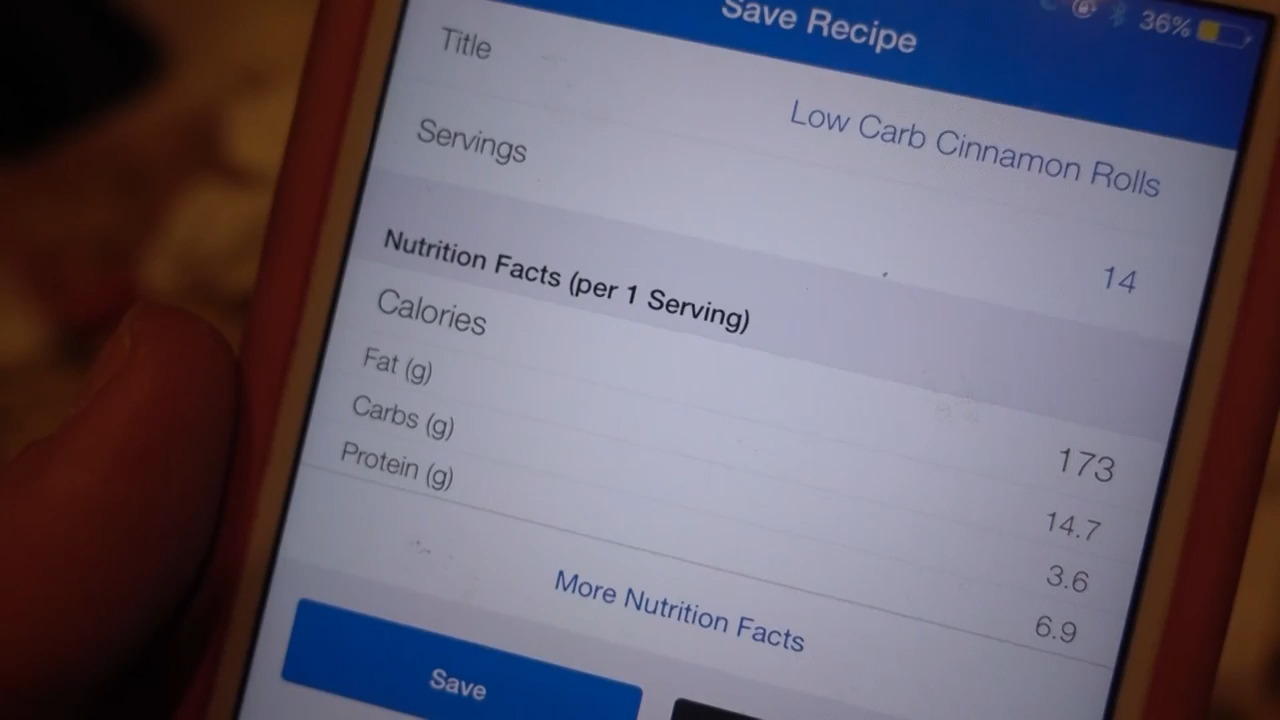 36%
Save Recipe
Title
Low Carb Cinnamon Rolls
Servings
14
Nutrition Facts (per 1 Serving)
Calories
173
Fat (g)
14.7
Carbs (g)
3.6
Protein (g)
6.9
More Nutrition Facts
Save